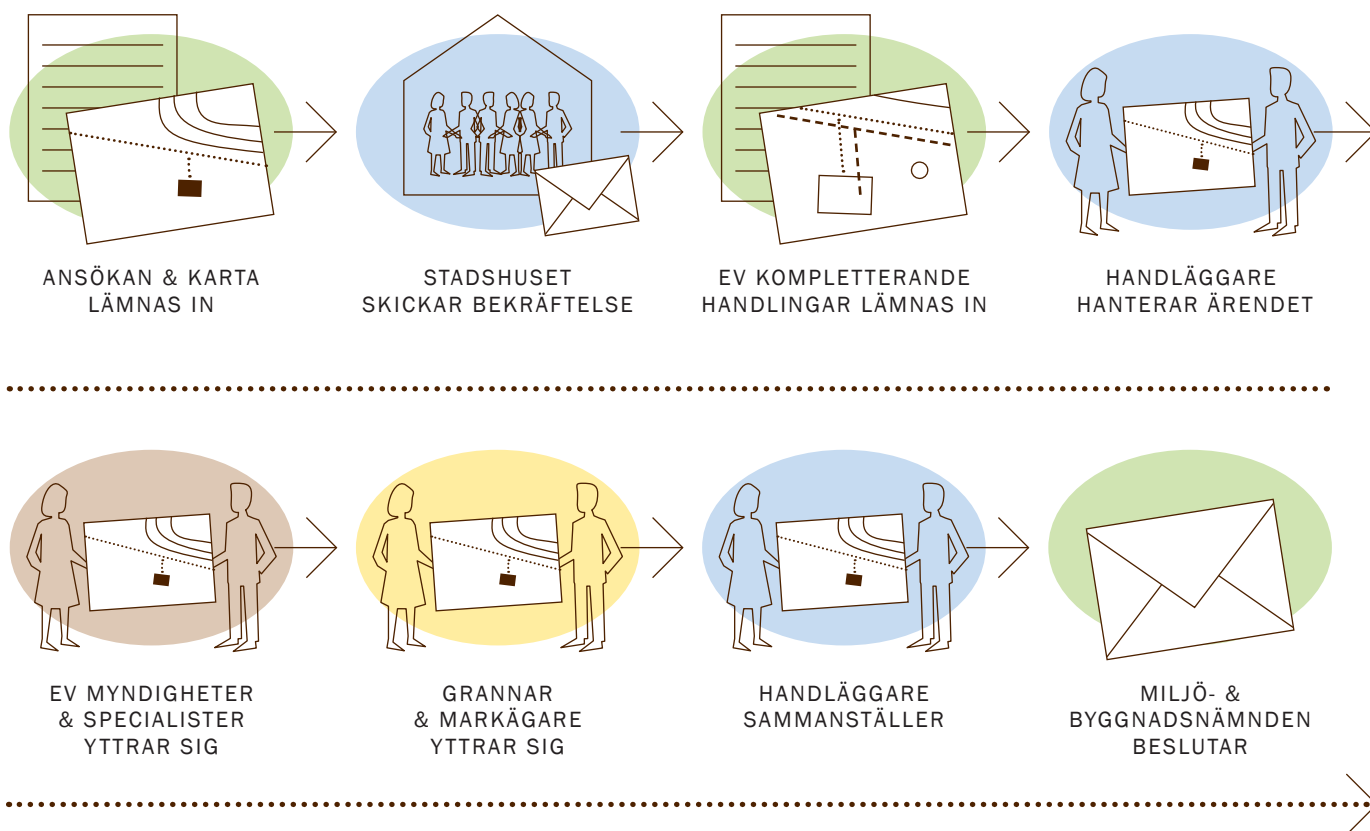 ANSÖKAN & KARTA
LÄMNAS IN
STADSHUSET
SKICKAR BEKRÄFTELSE
EV KOMPLETTERANDE
HANDLINGAR LÄMNAS IN
HANDLÄGGARE
HANTERAR ÄRENDET
EV MYNDIGHETER
& SPECIALISTER
YTTRAR SIG
GRANNAR
& MARKÄGARE
YTTRAR SIG
HANDLÄGGARE
SAMMANSTÄLLER
MILJÖ- &
BYGGNADSNÄMNDEN
BESLUTAR